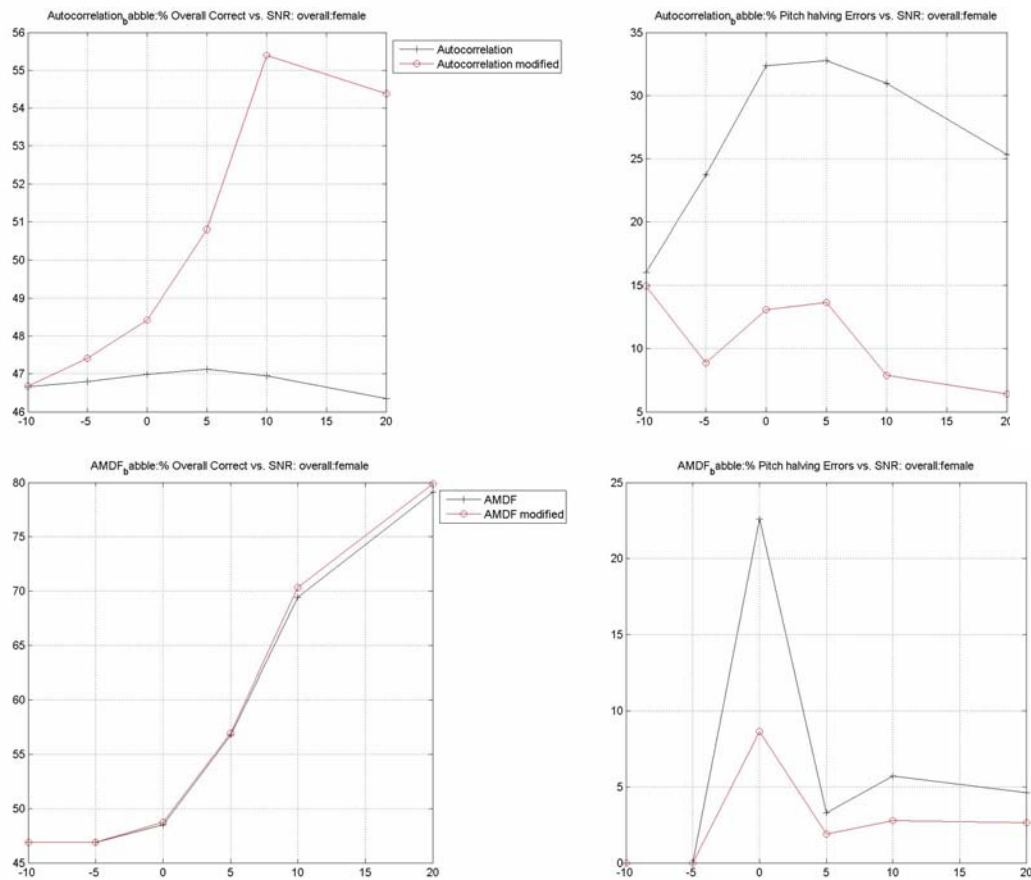 Autocorrelation_babble:% Overall Correct vs. SNR: overall:female
56
55
54
53
52
51
50
49
48
47
46
-10 -5 0 5 10 15 20
Autocorrelation
Autocorrelation modified
Autocorrelation_babble:% Pitch halving Errors vs. SNR: overall:female
35
30
25
20
15
10
5
-10 -5 0 5 10 15 20
AMDF_babble:% Overall Correct vs. SNR: overall:female
80
75
70
65
60
55
50
45
-10 -5 0 5 10 15 20
AMDF
AMDF modified
AMDF_babble:% Pitch halving Errors vs. SNR: overall:female
25
20
15
10
5
0
-10 -5 0 5 10 15 20